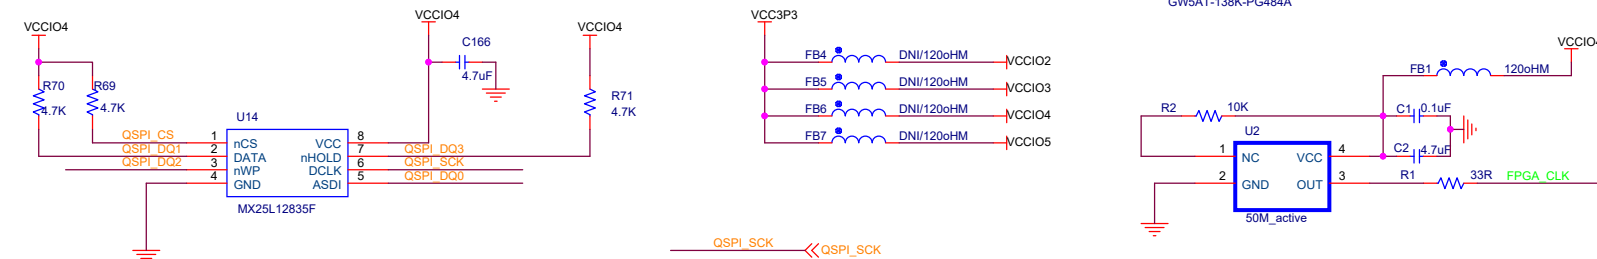 GW5AT-138K-PG484A
VCCIO4
VCCIO4
VCCIO4
VCC3P3
C166
4.7uF
R70
4.7K
R69
4.7K
R71
4.7K
U14
QSPI_CS
QSPI_DQ1
QSPI_DQ2
1
2
3
4
nCS
DATA
nWP
GND
VCC
nHOLD
DCLK
ASDI
8
7
6
5
QSPI_DQ3
QSPI_SCK
QSPI_DQ0
MX25L12835F
FB4 DNI/120oHM VCCIO2
FB5 DNI/120oHM VCCIO3
FB6 DNI/120oHM VCCIO4
FB7 DNI/120oHM VCCIO5
QSPI_SCK QSPI_SCK
VCCIO4
FB1 120oHM
R2 10K
C1 0.1uF
C2 4.7uF
U2
1 NC VCC 4
2 GND OUT 3
R1 33R FPGA_CLK
50M_active